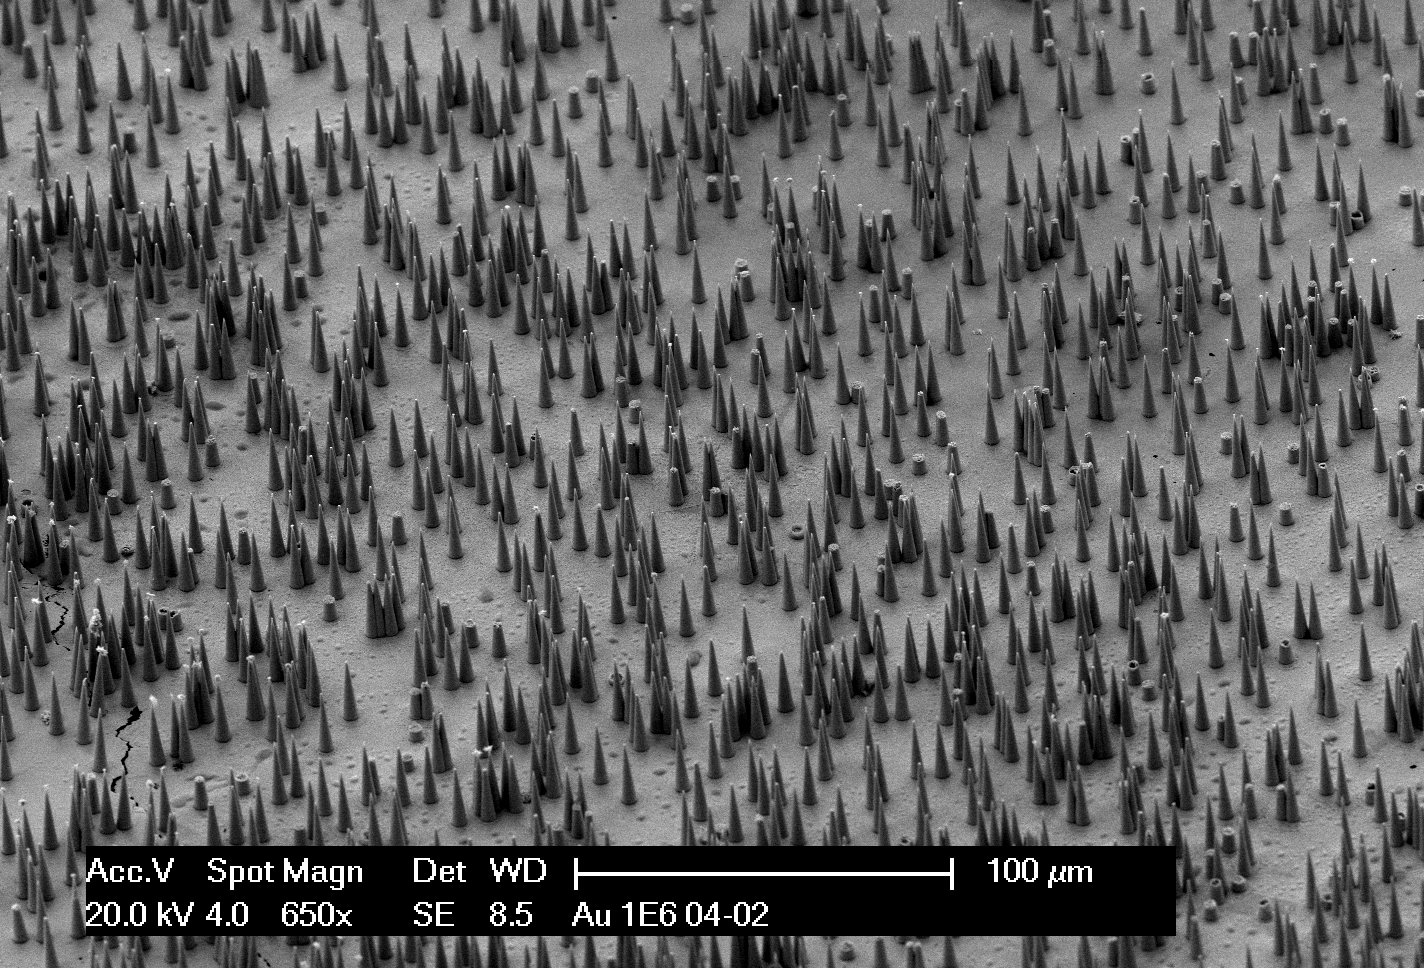 Acc.V Spot Magn Det WD 100 µm
20.0 kV 4.0 650x SE 8.5 Au 1E6 04-02